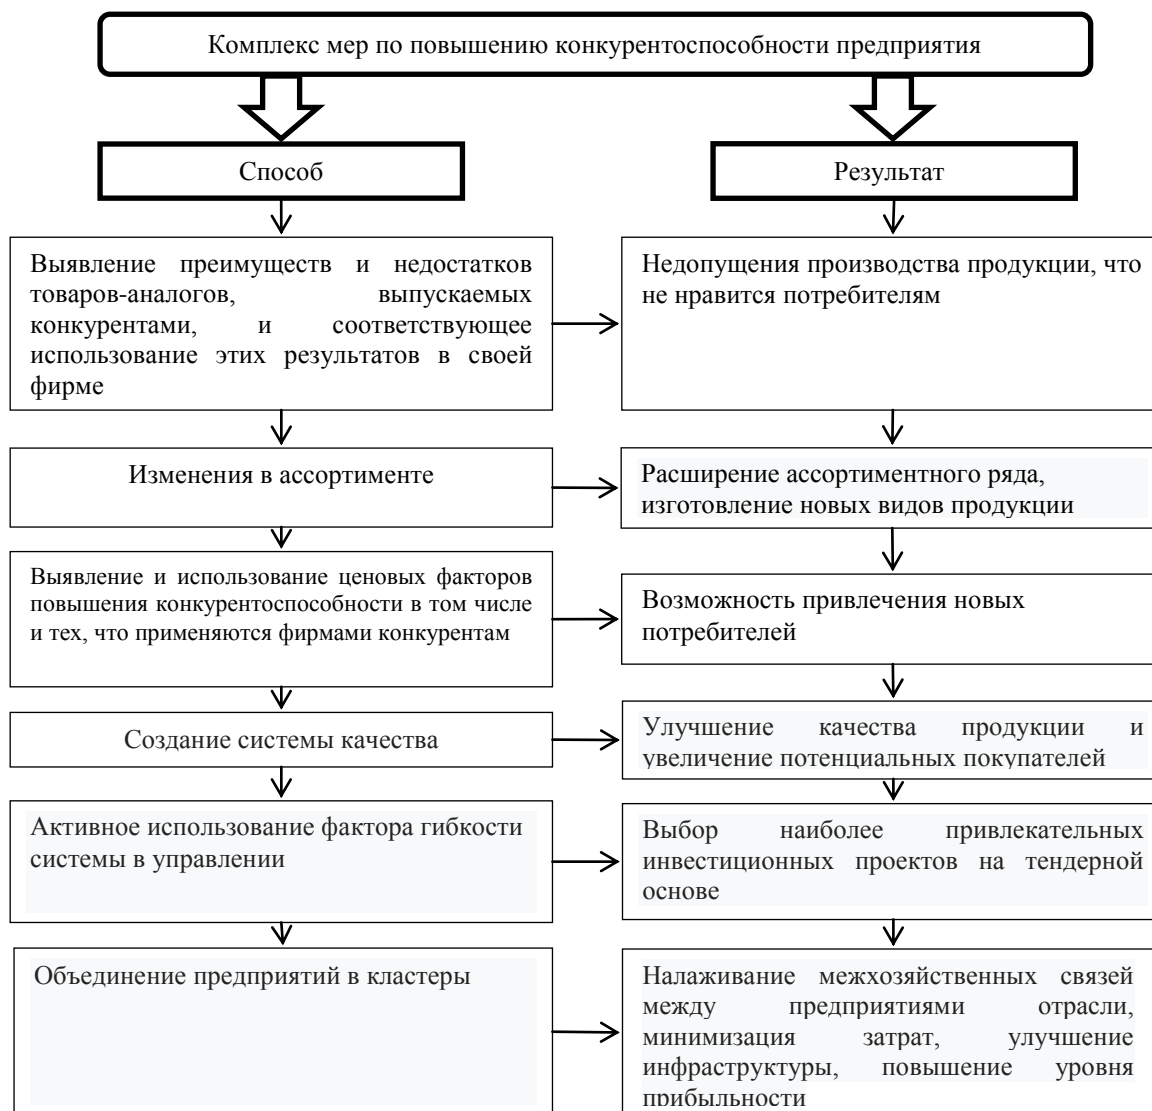 Комплекс мер по повышению конкурентоспособности предприятия
Способ
Результат
Выявление преимуществ и недостатков
товаров-аналогов, выпускаемых
конкурентами, и соответствующее
использование этих результатов в своей
фирме
Недопущения производства продукции, что
не нравится потребителям
Изменения в ассортименте
Расширение ассортиментного ряда,
изготовление новых видов продукции
Выявление и использование ценовых факторов
повышения конкурентоспособности в том числе
и тех, что применяются фирмами конкурентам
Возможность привлечения новых
потребителей
Создание системы качества
Улучшение качества продукции и
увеличение потенциальных покупателей
Активное использование фактора гибкости
системы в управлении
Выбор наиболее привлекательных
инвестиционных проектов на тендерной
основе
Объединение предприятий в кластеры
Налаживание межхозяйственных связей
между предприятиями отрасли,
минимизация затрат, улучшение
инфраструктуры, повышение уровня
прибыльности